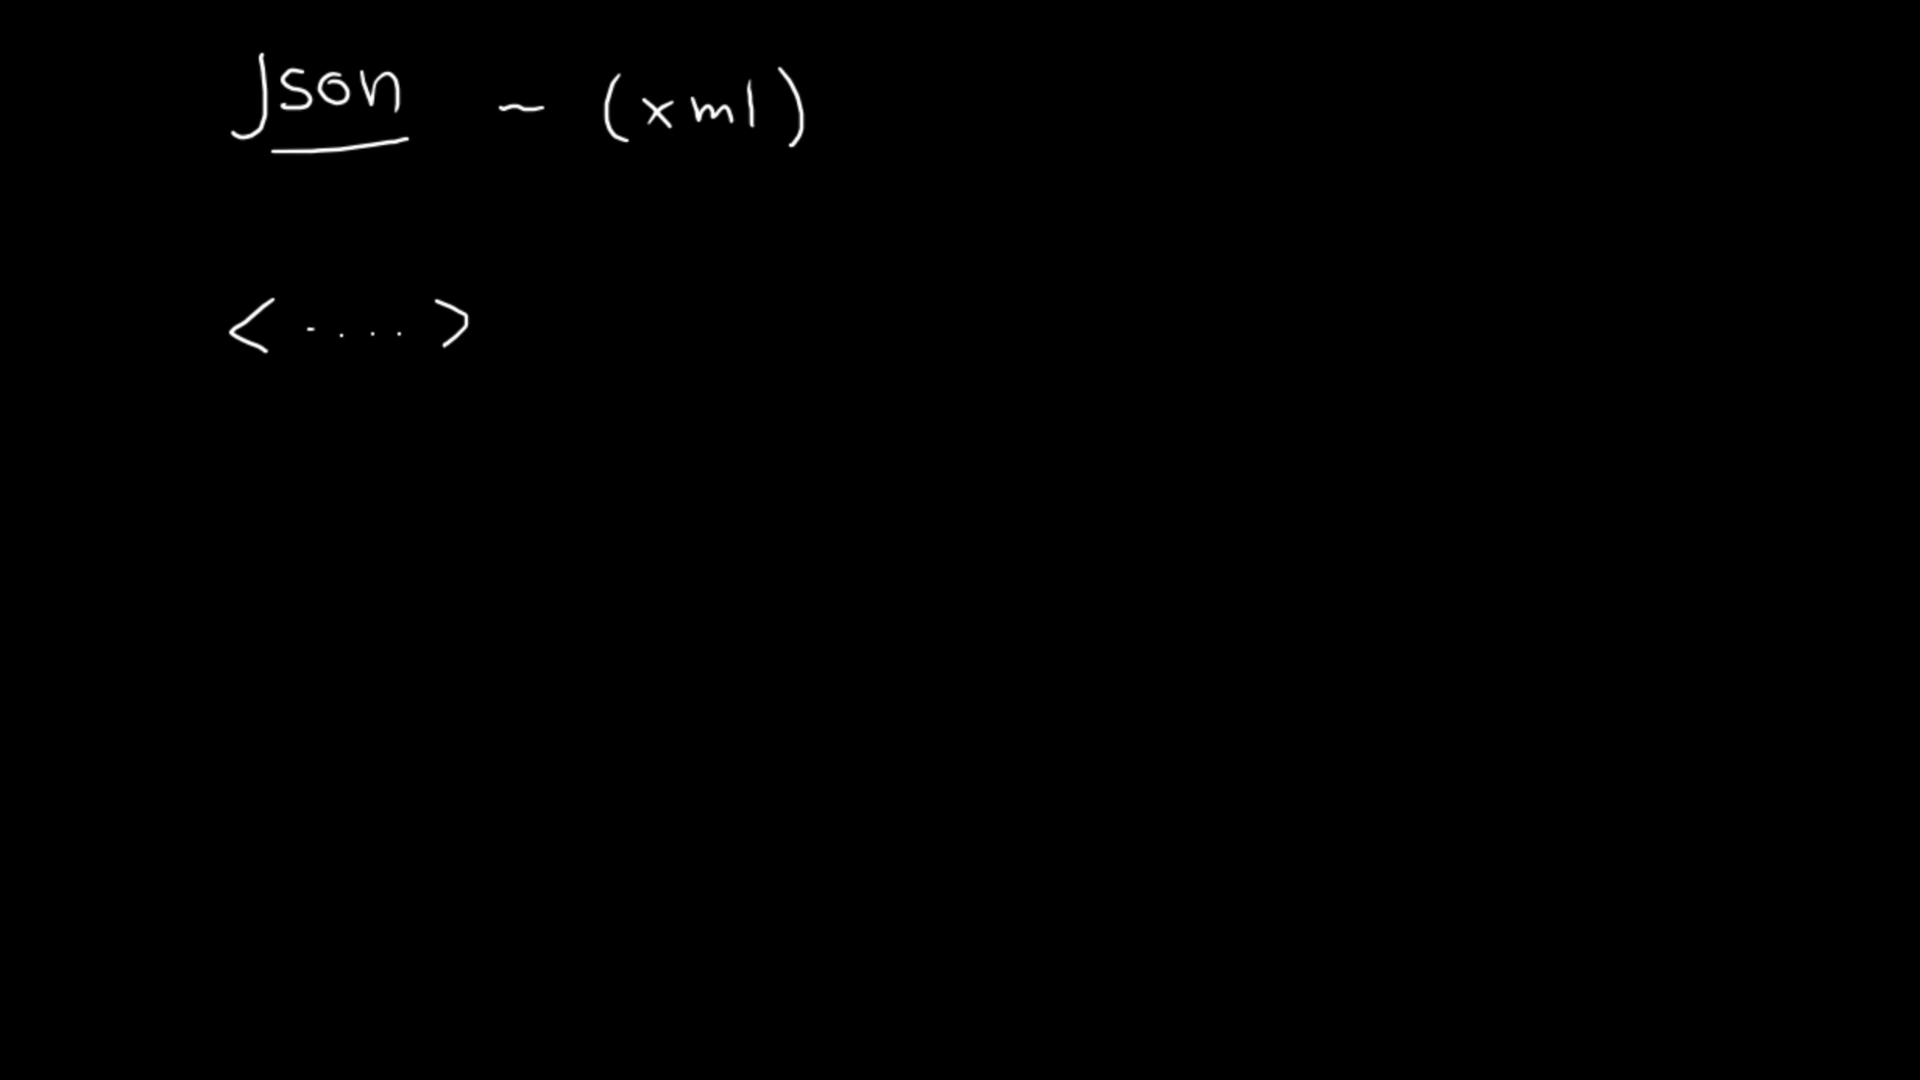 Json ~ (xml)
<- . . . >